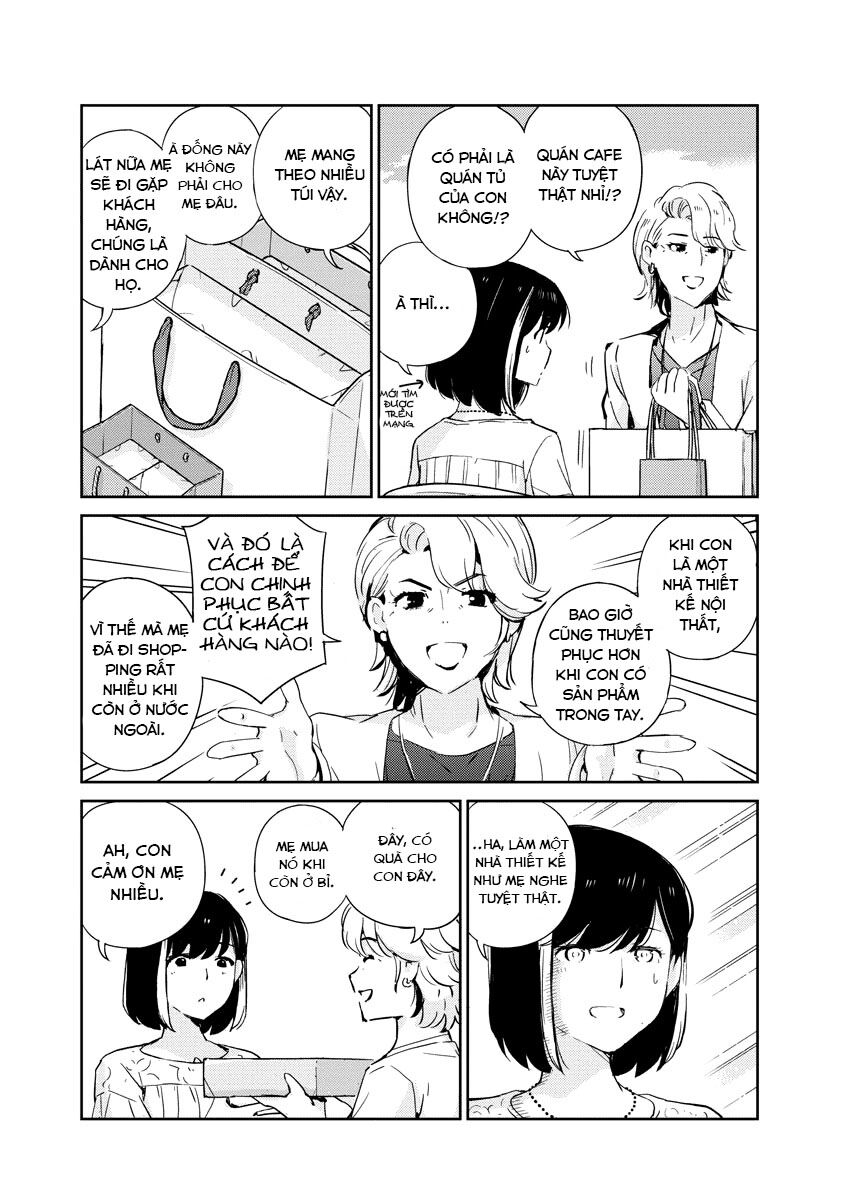 QUÁN CAFE
NÀY TUYỆT
THẬT NHỈ!?
CÓ PHẢI LÀ
QUÁN TỦ
CỦA CON
KHÔNG!?
À THÌ...
MỚI TÌM
ĐƯỢC
TRÊN
MẠNG
MẸ MANG
THEO NHIỀU
TÚI VẬY.
À ĐỐNG NÀY
KHÔNG
PHẢI CHO
MẸ ĐÂU.
LÁT NỮA MẸ
SẼ ĐI GẶP
KHÁCH
HÀNG,
CHÚNG LÀ
DÀNH CHO
HỌ.
KHI CON
LÀ MỘT
NHÀ THIẾT
KẾ NỘI
THẤT,
BAO GIỜ
CŨNG THUYẾT
PHỤC HƠN
KHI CON CÓ
SẢN PHẨM
TRONG TAY.
VÀ ĐÓ LÀ
CÁCH ĐỂ
CON CHINH
PHỤC BẤT
CỨ KHÁCH
HÀNG NÀO!
VÌ THẾ MÀ MẸ
ĐÃ ĐI SHOP-
PING RẤT
NHIỀU KHI
CÒN Ở NƯỚC
NGOÀI.
..HA, LÀM MỘT
NHÀ THIẾT KẾ
NHƯ MẸ NGHE
TUYỆT THẬT.
ĐÂY, CÓ
QUÀ CHO
CON ĐÂY.
MẸ MUA
NÓ KHI
CÒN Ở BỈ.
AH, CON
CẢM ƠN MẸ
NHIỀU.